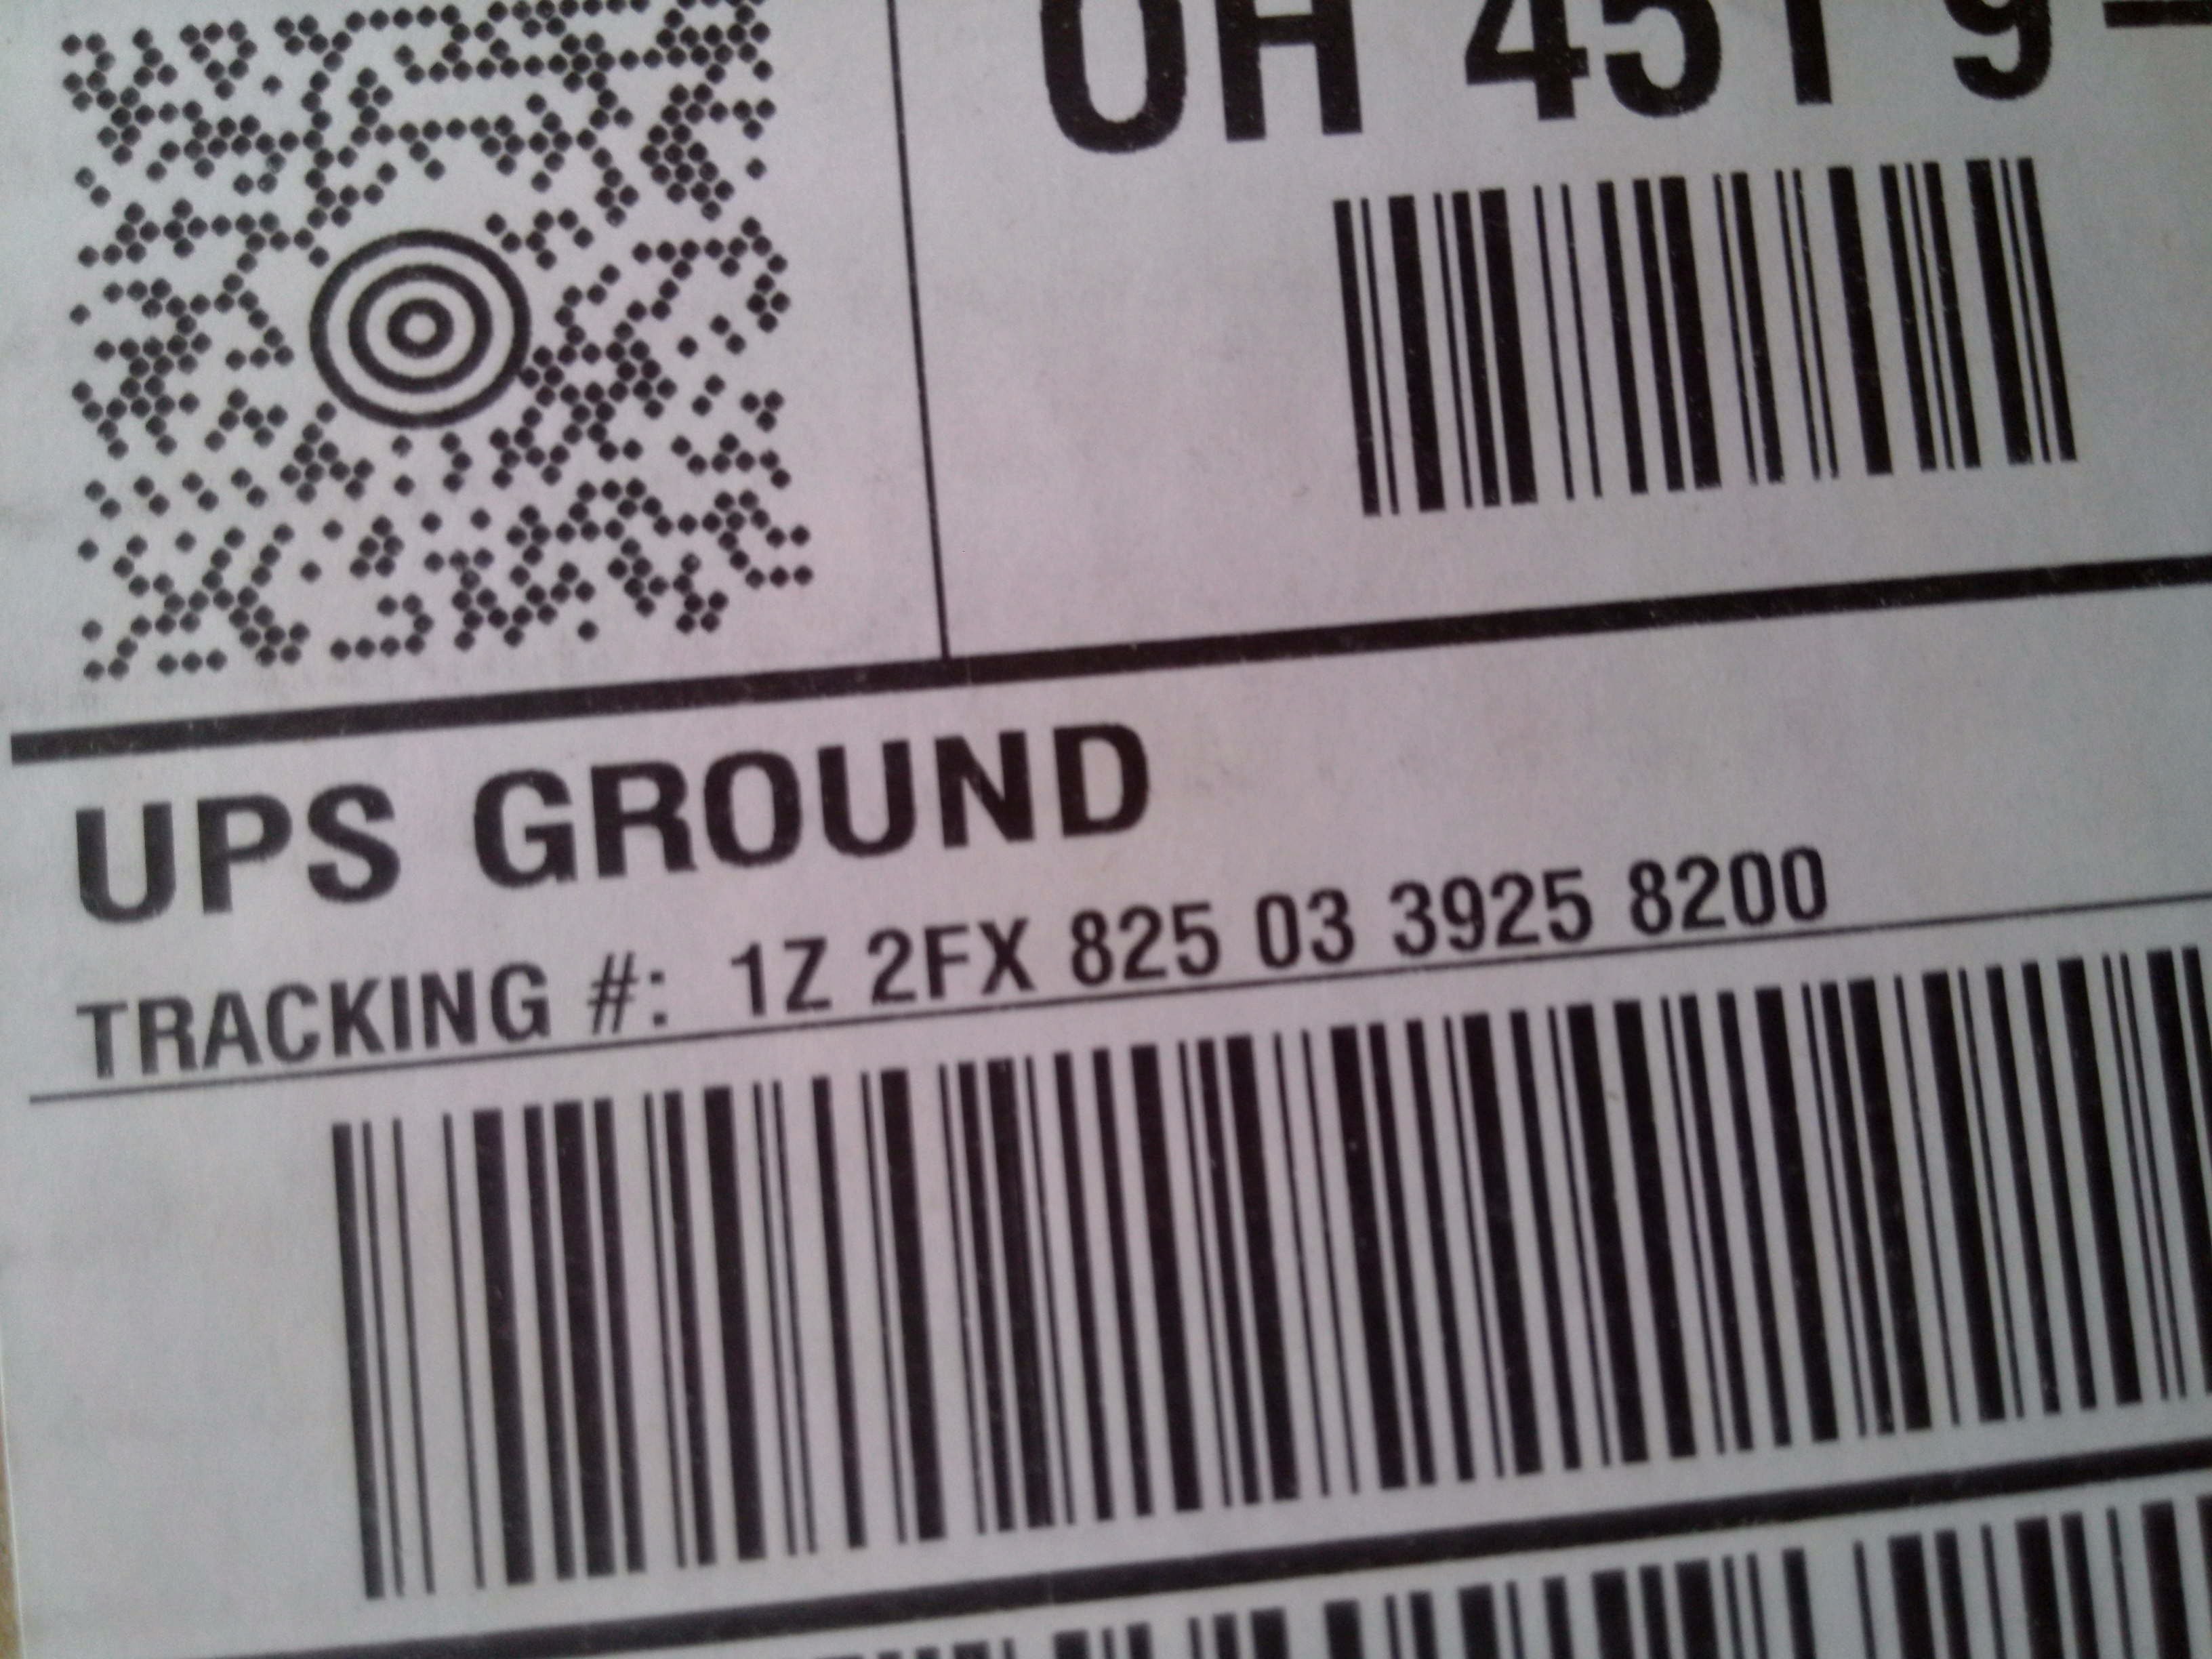 OH 451 9-
UPS GROUND
TRACKING #: 1Z 2FX 825 03 3925 8200